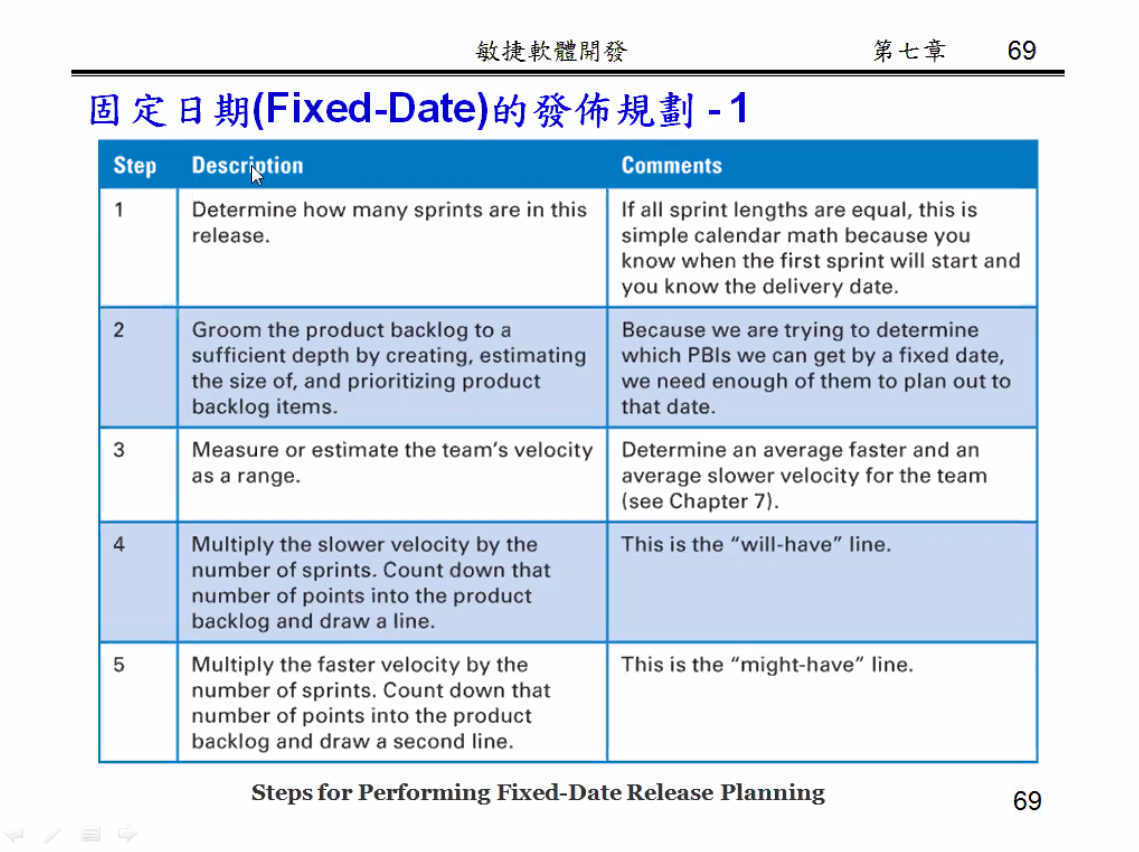 敏捷軟體開發 第七章 69
固定日期(Fixed-Date)的發佈規劃 - 1
Step Description Comments
1 Determine how many sprints are in this
release.
If all sprint lengths are equal, this is
simple calendar math because you
know when the first sprint will start and
you know the delivery date.
2 Groom the product backlog to a
sufficient depth by creating, estimating
the size of, and prioritizing product
backlog items.
Because we are trying to determine
which PBIs we can get by a fixed date,
we need enough of them to plan out to
that date.
3 Measure or estimate the team’s velocity
as a range.
Determine an average faster and an
average slower velocity for the team
(see Chapter 7).
4 Multiply the slower velocity by the
number of sprints. Count down that
number of points into the product
backlog and draw a line.
This is the “will-have” line.
5 Multiply the faster velocity by the
number of sprints. Count down that
number of points into the product
backlog and draw a second line.
This is the “might-have” line.
Steps for Performing Fixed-Date Release Planning
69